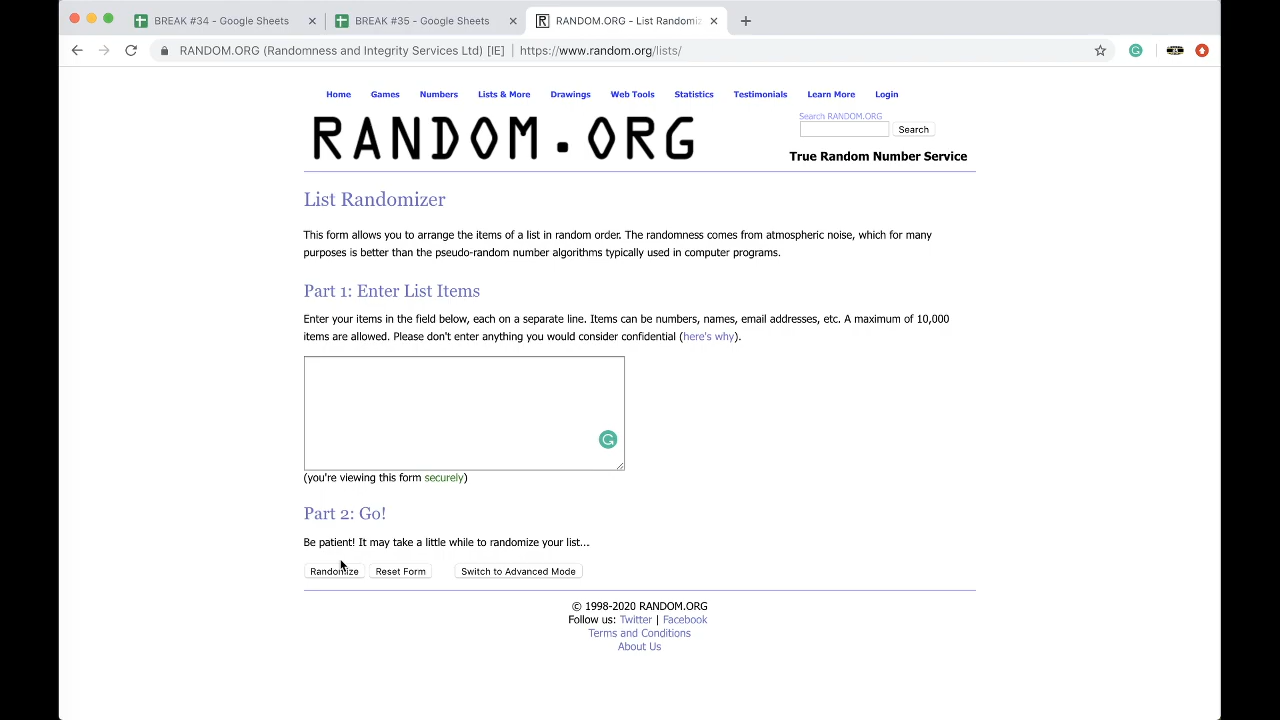 BREAK #34 - Google Sheets
BREAK #35 - Google Sheets
RANDOM.ORG - List Randomiz
RANDOM.ORG (Randomness and Integrity Services Ltd) [IE] | https://www.random.org/lists/
Home Games Numbers Lists & More Drawings Web Tools Statistics Testimonials Learn More Login
RANDOM.ORG
Search RANDOM.ORG
Search
True Random Number Service
List Randomizer
This form allows you to arrange the items of a list in random order. The randomness comes from atmospheric noise, which for many
purposes is better than the pseudo-random number algorithms typically used in computer programs.
Part 1: Enter List Items
Enter your items in the field below, each on a separate line. Items can be numbers, names, email addresses, etc. A maximum of 10,000
items are allowed. Please don't enter anything you would consider confidential (here's why).
(you're viewing this form securely)
Part 2: Go!
Be patient! It may take a little while to randomize your list...
Randomize Reset Form Switch to Advanced Mode
© 1998-2020 RANDOM.ORG
Follow us: Twitter | Facebook
Terms and Conditions
About Us